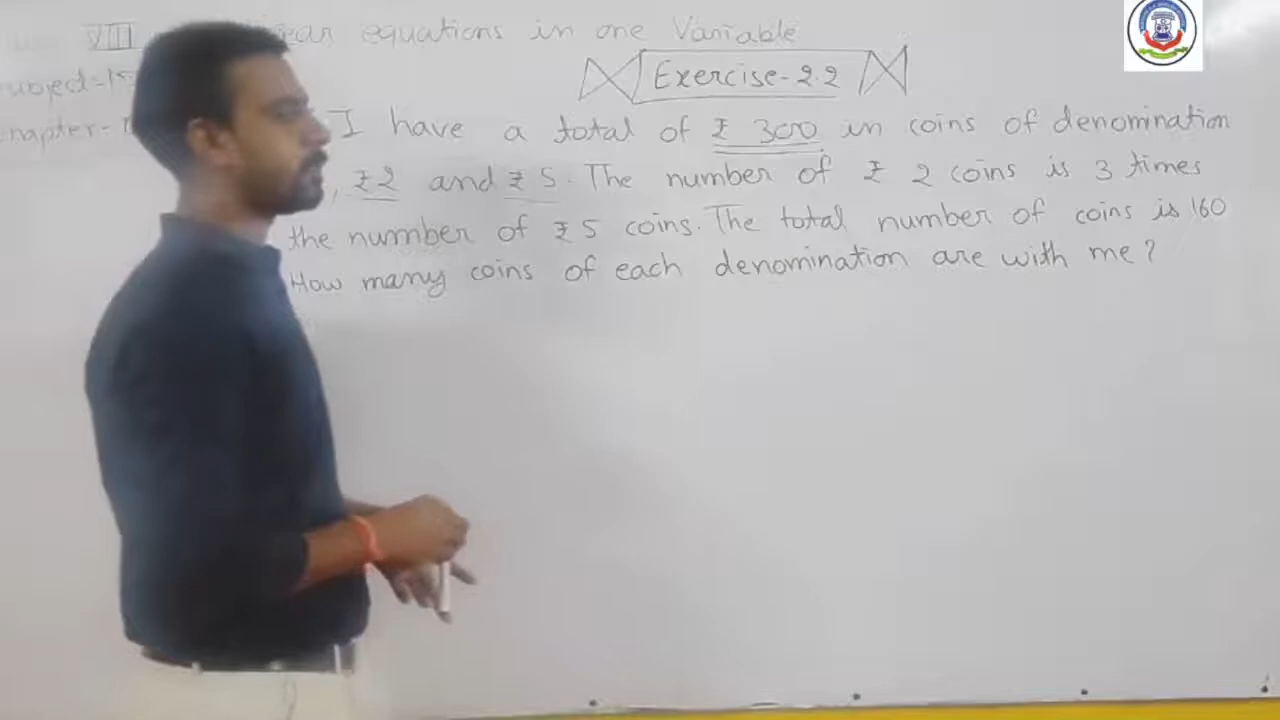 VIII equations in one Variable
Exercise-2.2
I have a total of ₹ 300 in coins of denomination
, ₹2 and ₹ 5. The number of ₹ 2 coins is 3 times
the number of ₹5 coins. The total number of coins is 160
How many coins of each denomination are with me?